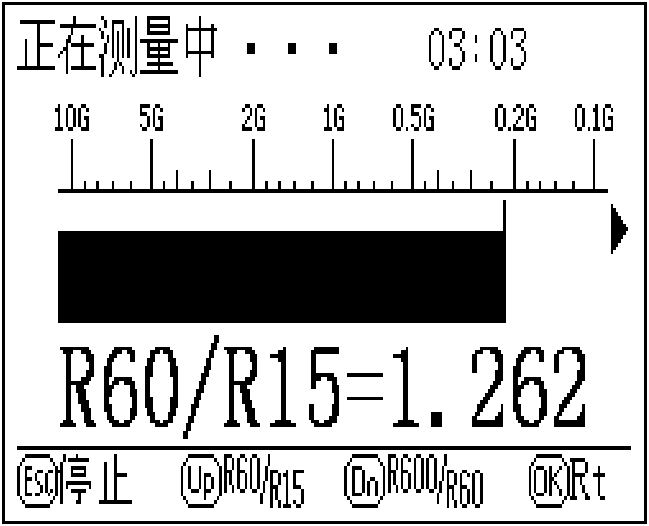 正在测量中 · · · 03:03
10G 5G 2G 1G 0.5G 0.2G 0.1G
R60/R15=1.262
Esc停止 UpR60/R15 DnR600/R60 OKRt